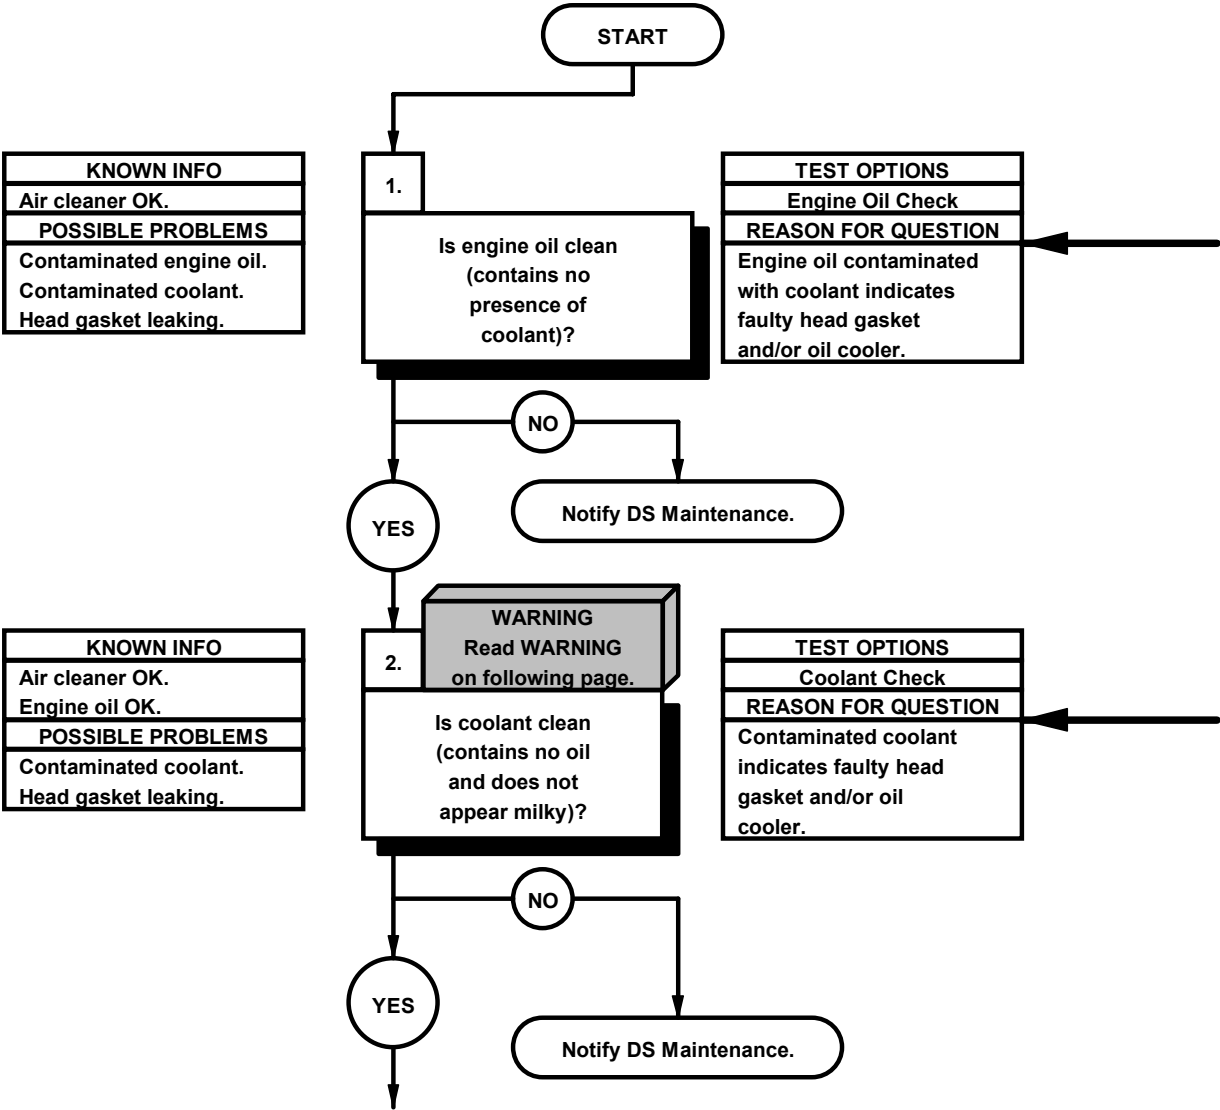 START
KNOWN INFO
Air cleaner OK.
POSSIBLE PROBLEMS
Contaminated engine oil.
Contaminated coolant.
Head gasket leaking.
1.
Is engine oil clean
(contains no
presence of
coolant)?
TEST OPTIONS
Engine Oil Check
REASON FOR QUESTION
Engine oil contaminated
with coolant indicates
faulty head gasket
and/or oil cooler.
NO
YES
Notify DS Maintenance.
KNOWN INFO
Air cleaner OK.
Engine oil OK.
POSSIBLE PROBLEMS
Contaminated coolant.
Head gasket leaking.
2.
WARNING
Read WARNING
on following page.
Is coolant clean
(contains no oil
and does not
appear milky)?
TEST OPTIONS
Coolant Check
REASON FOR QUESTION
Contaminated coolant
indicates faulty head
gasket and/or oil
cooler.
NO
YES
Notify DS Maintenance.